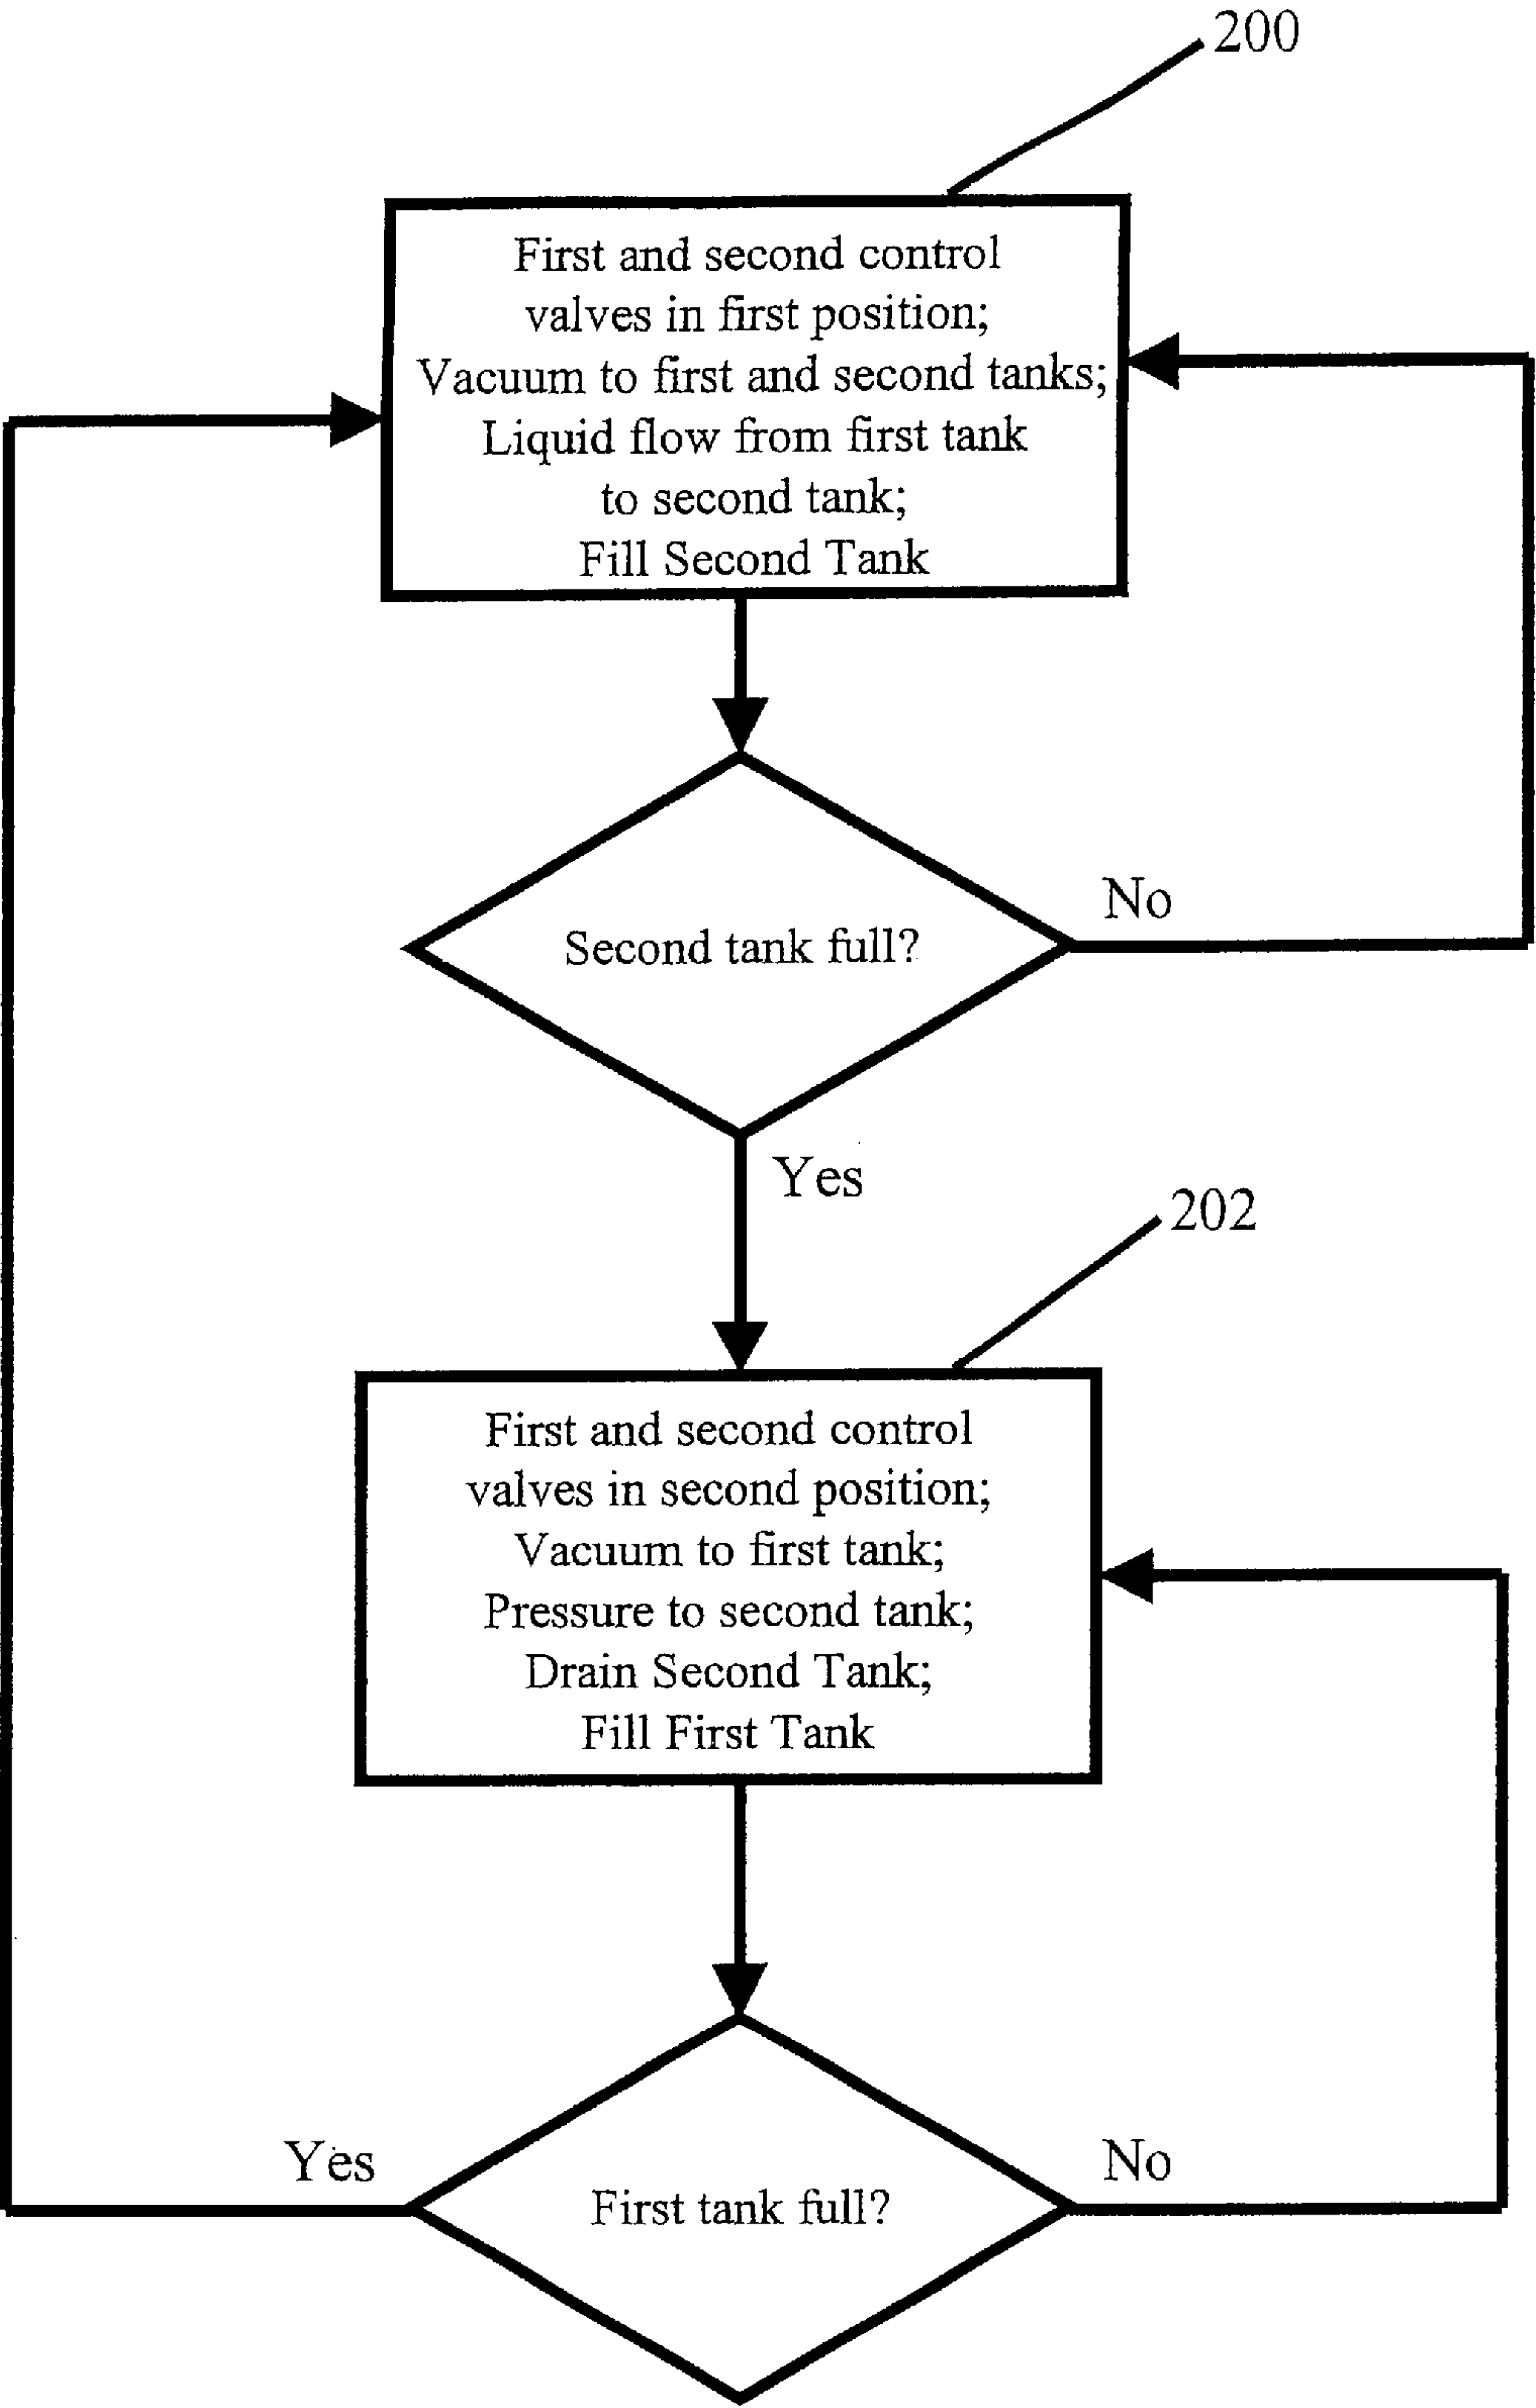 200
First and second control
valves in first position;
Vacuum to first and second tanks;
Liquid flow from first tank
to second tank;
Fill Second Tank
No
Second tank full?
Yes
202
First and second control
valves in second position;
Vacuum to first tank;
Pressure to second tank;
Drain Second Tank;
Fill First Tank
Yes
No
First tank full?